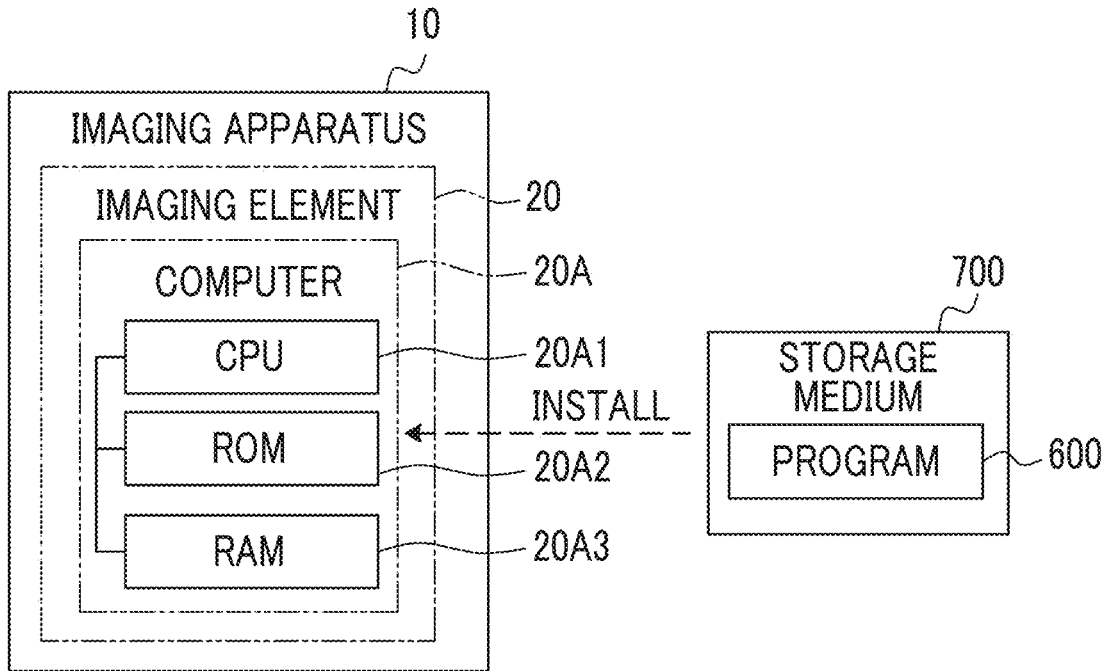 10
IMAGING APPARATUS
IMAGING ELEMENT
20
COMPUTER
20A
CPU
20A1
ROM
20A2
RAM
20A3
INSTALL
700
STORAGE
MEDIUM
PROGRAM
600